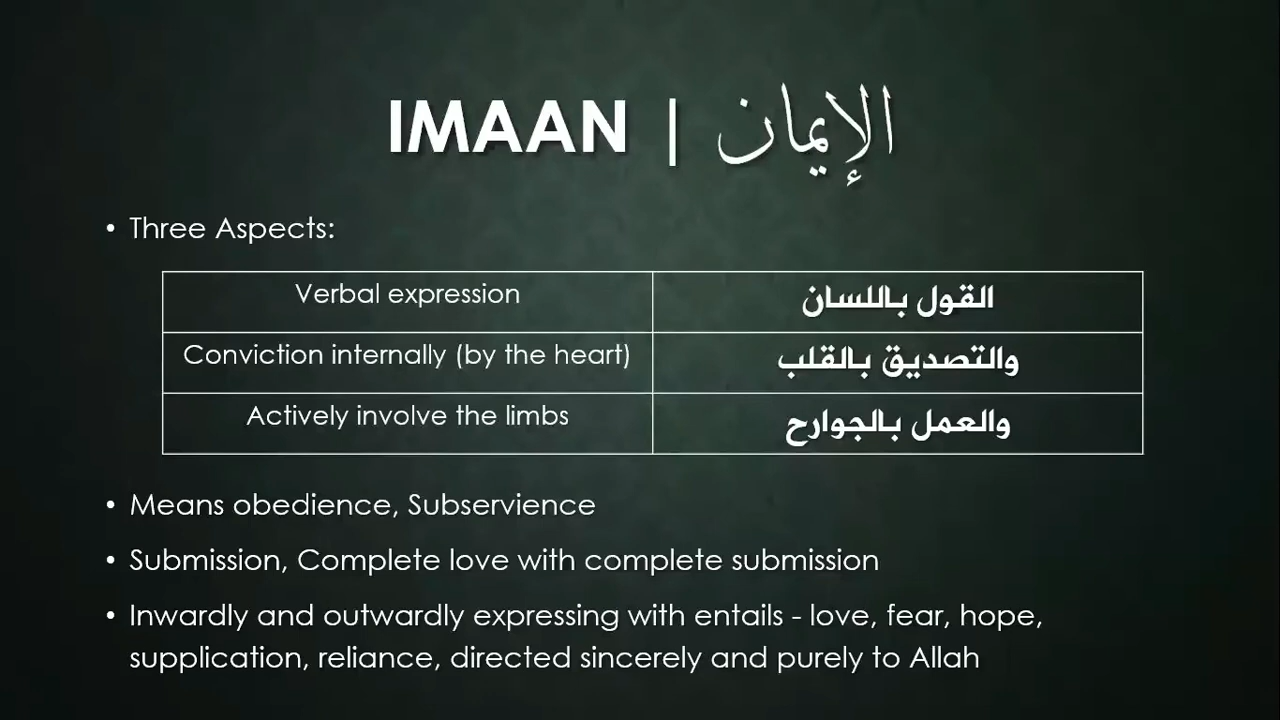 IMAAN | الإيمان
• Three Aspects:
Verbal expression القول باللسان
Conviction internally (by the heart) والتصديق بالقلب
Actively involve the limbs والعمل بالجوارح
• Means obedience, Subservience
• Submission, Complete love with complete submission
• Inwardly and outwardly expressing with entails - love, fear, hope,
supplication, reliance, directed sincerely and purely to Allah